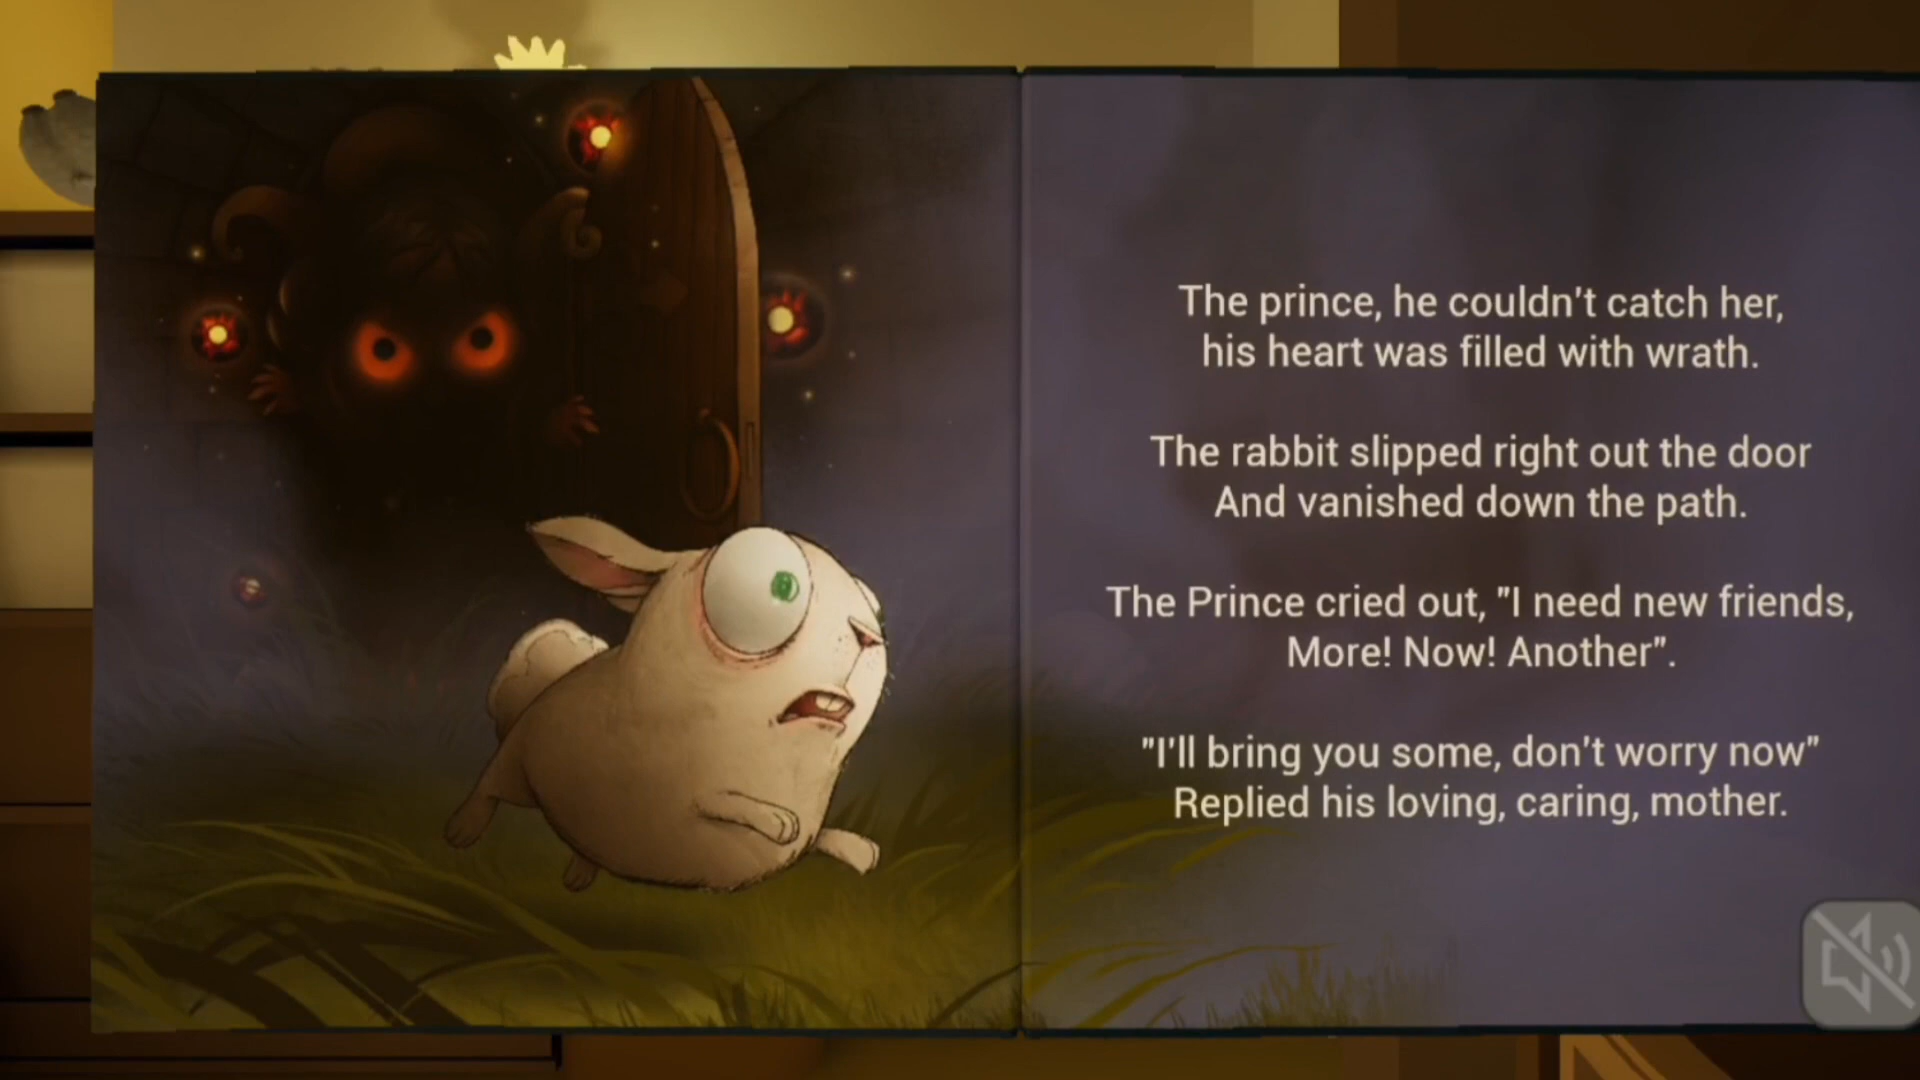 The prince, he couldn't catch her,
his heart was filled with wrath.
The rabbit slipped right out the door
And vanished down the path.
The Prince cried out, "I need new friends,
More! Now! Another".
"I'll bring you some, don't worry now"
Replied his loving, caring, mother.